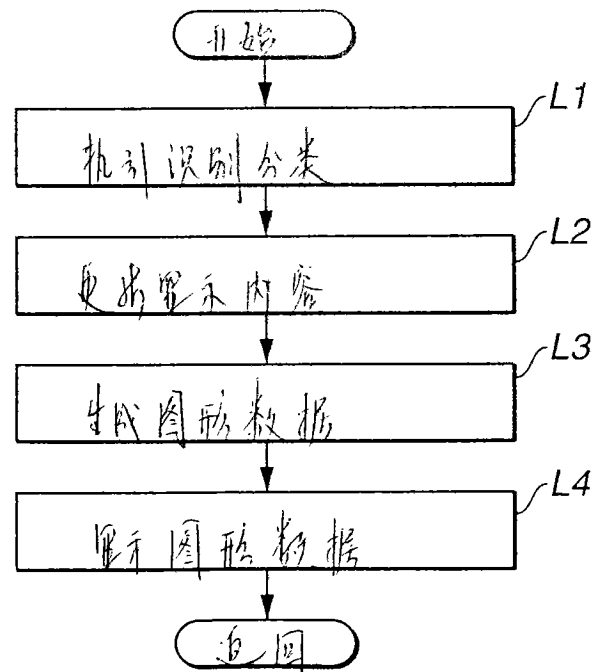 开始
L1
执行识别分类
L2
更新显示内容
L3
生成图形数据
L4
显示图形数据
返回